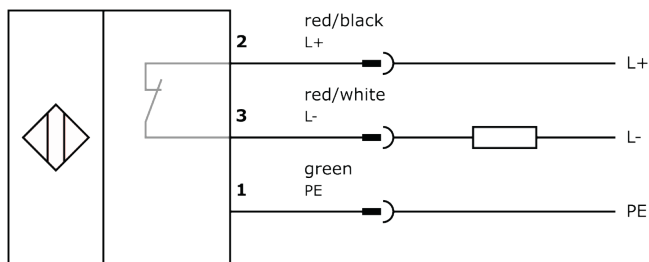 red/black
2 L+ L+
red/white
3 L- L-
green
1 PE PE